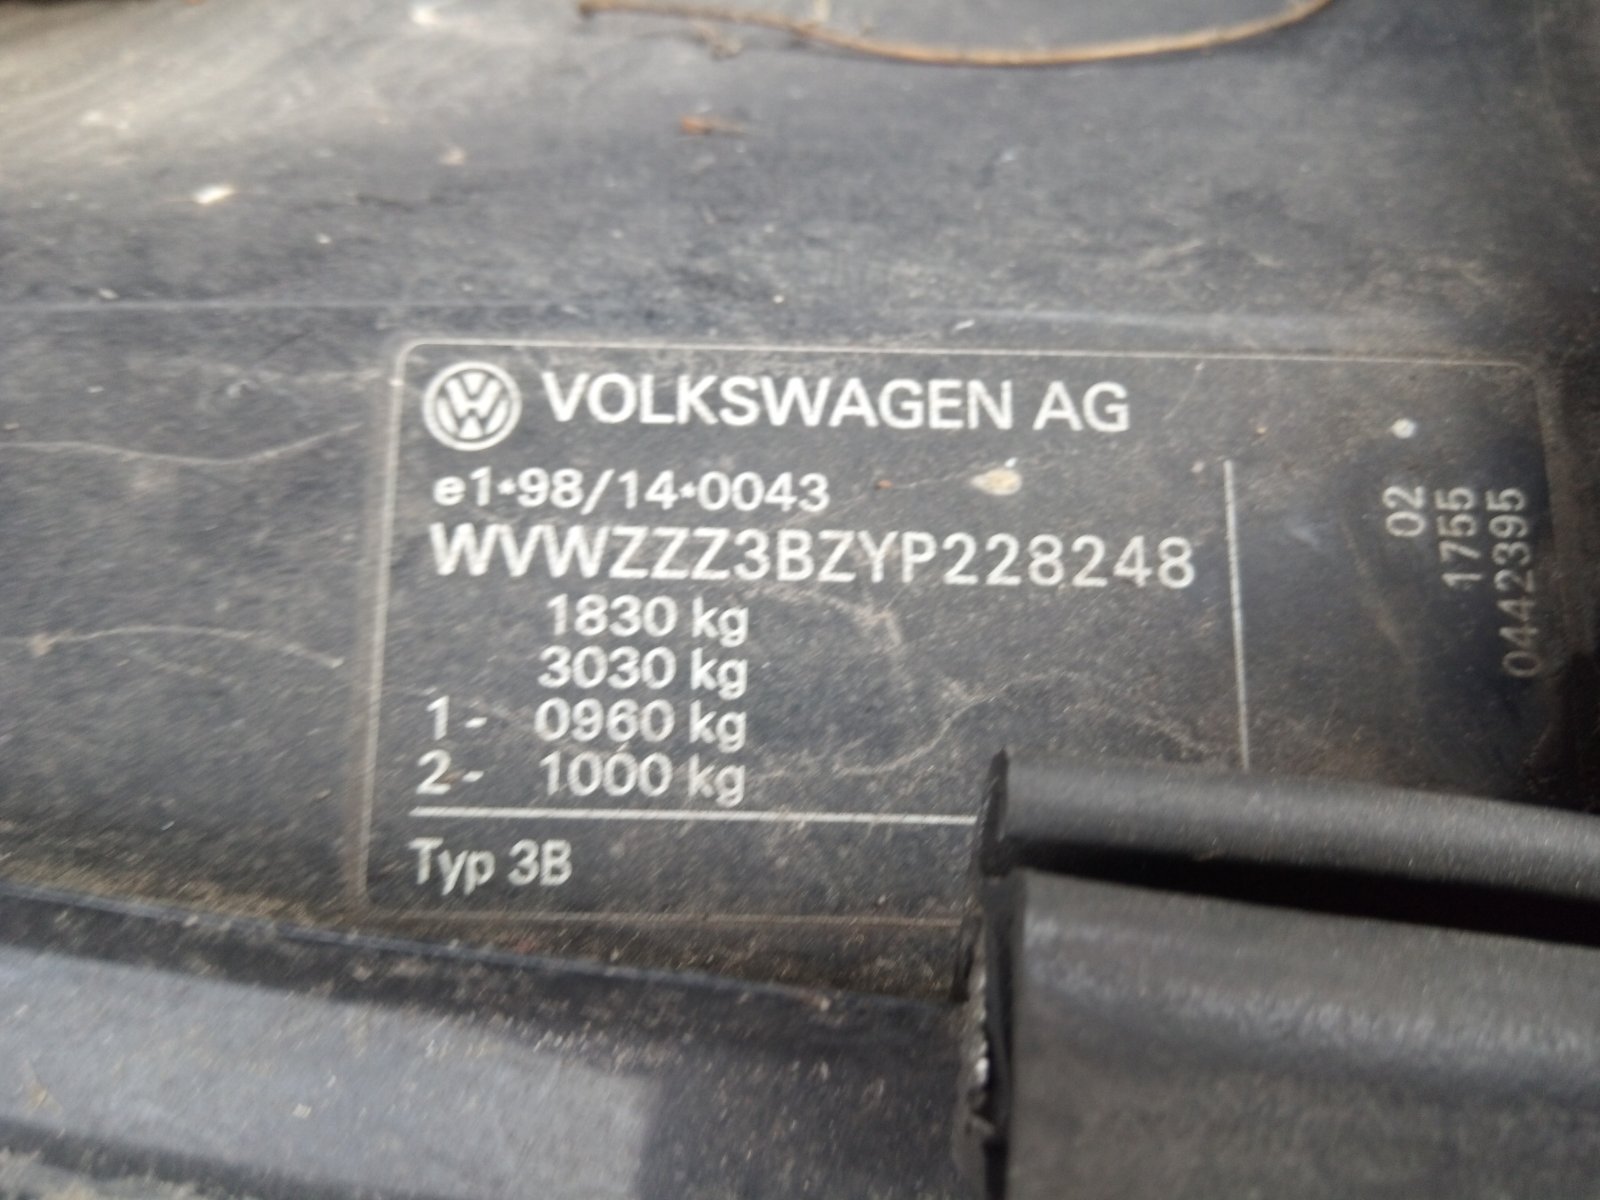 VOLKSWAGEN AG
e1*98/14*0043
WVWZZZ3BZYP228248
1830 kg
3030 kg
1- 0960 kg
2- 1000 kg
Typ 3B
02
1755
0442395